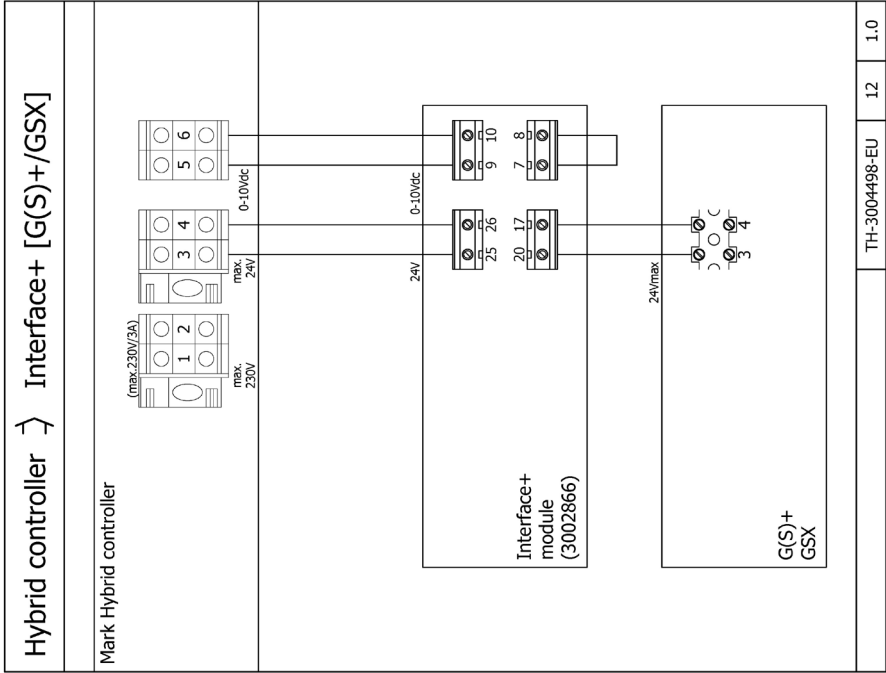 Hybrid controller Interface+ [G(S)+/GSX]
Mark Hybrid controller
(max.230V/3A)
1 2 3 4 5 6
max.
230V
max.
24V
0-10Vdc
24V
0-10Vdc
25 26 9 10
20 17 7 8
Interface+
module
(3002866)
24Vmax
3 4
G(S)+
GSX
TH-3004498-EU 12 1.0